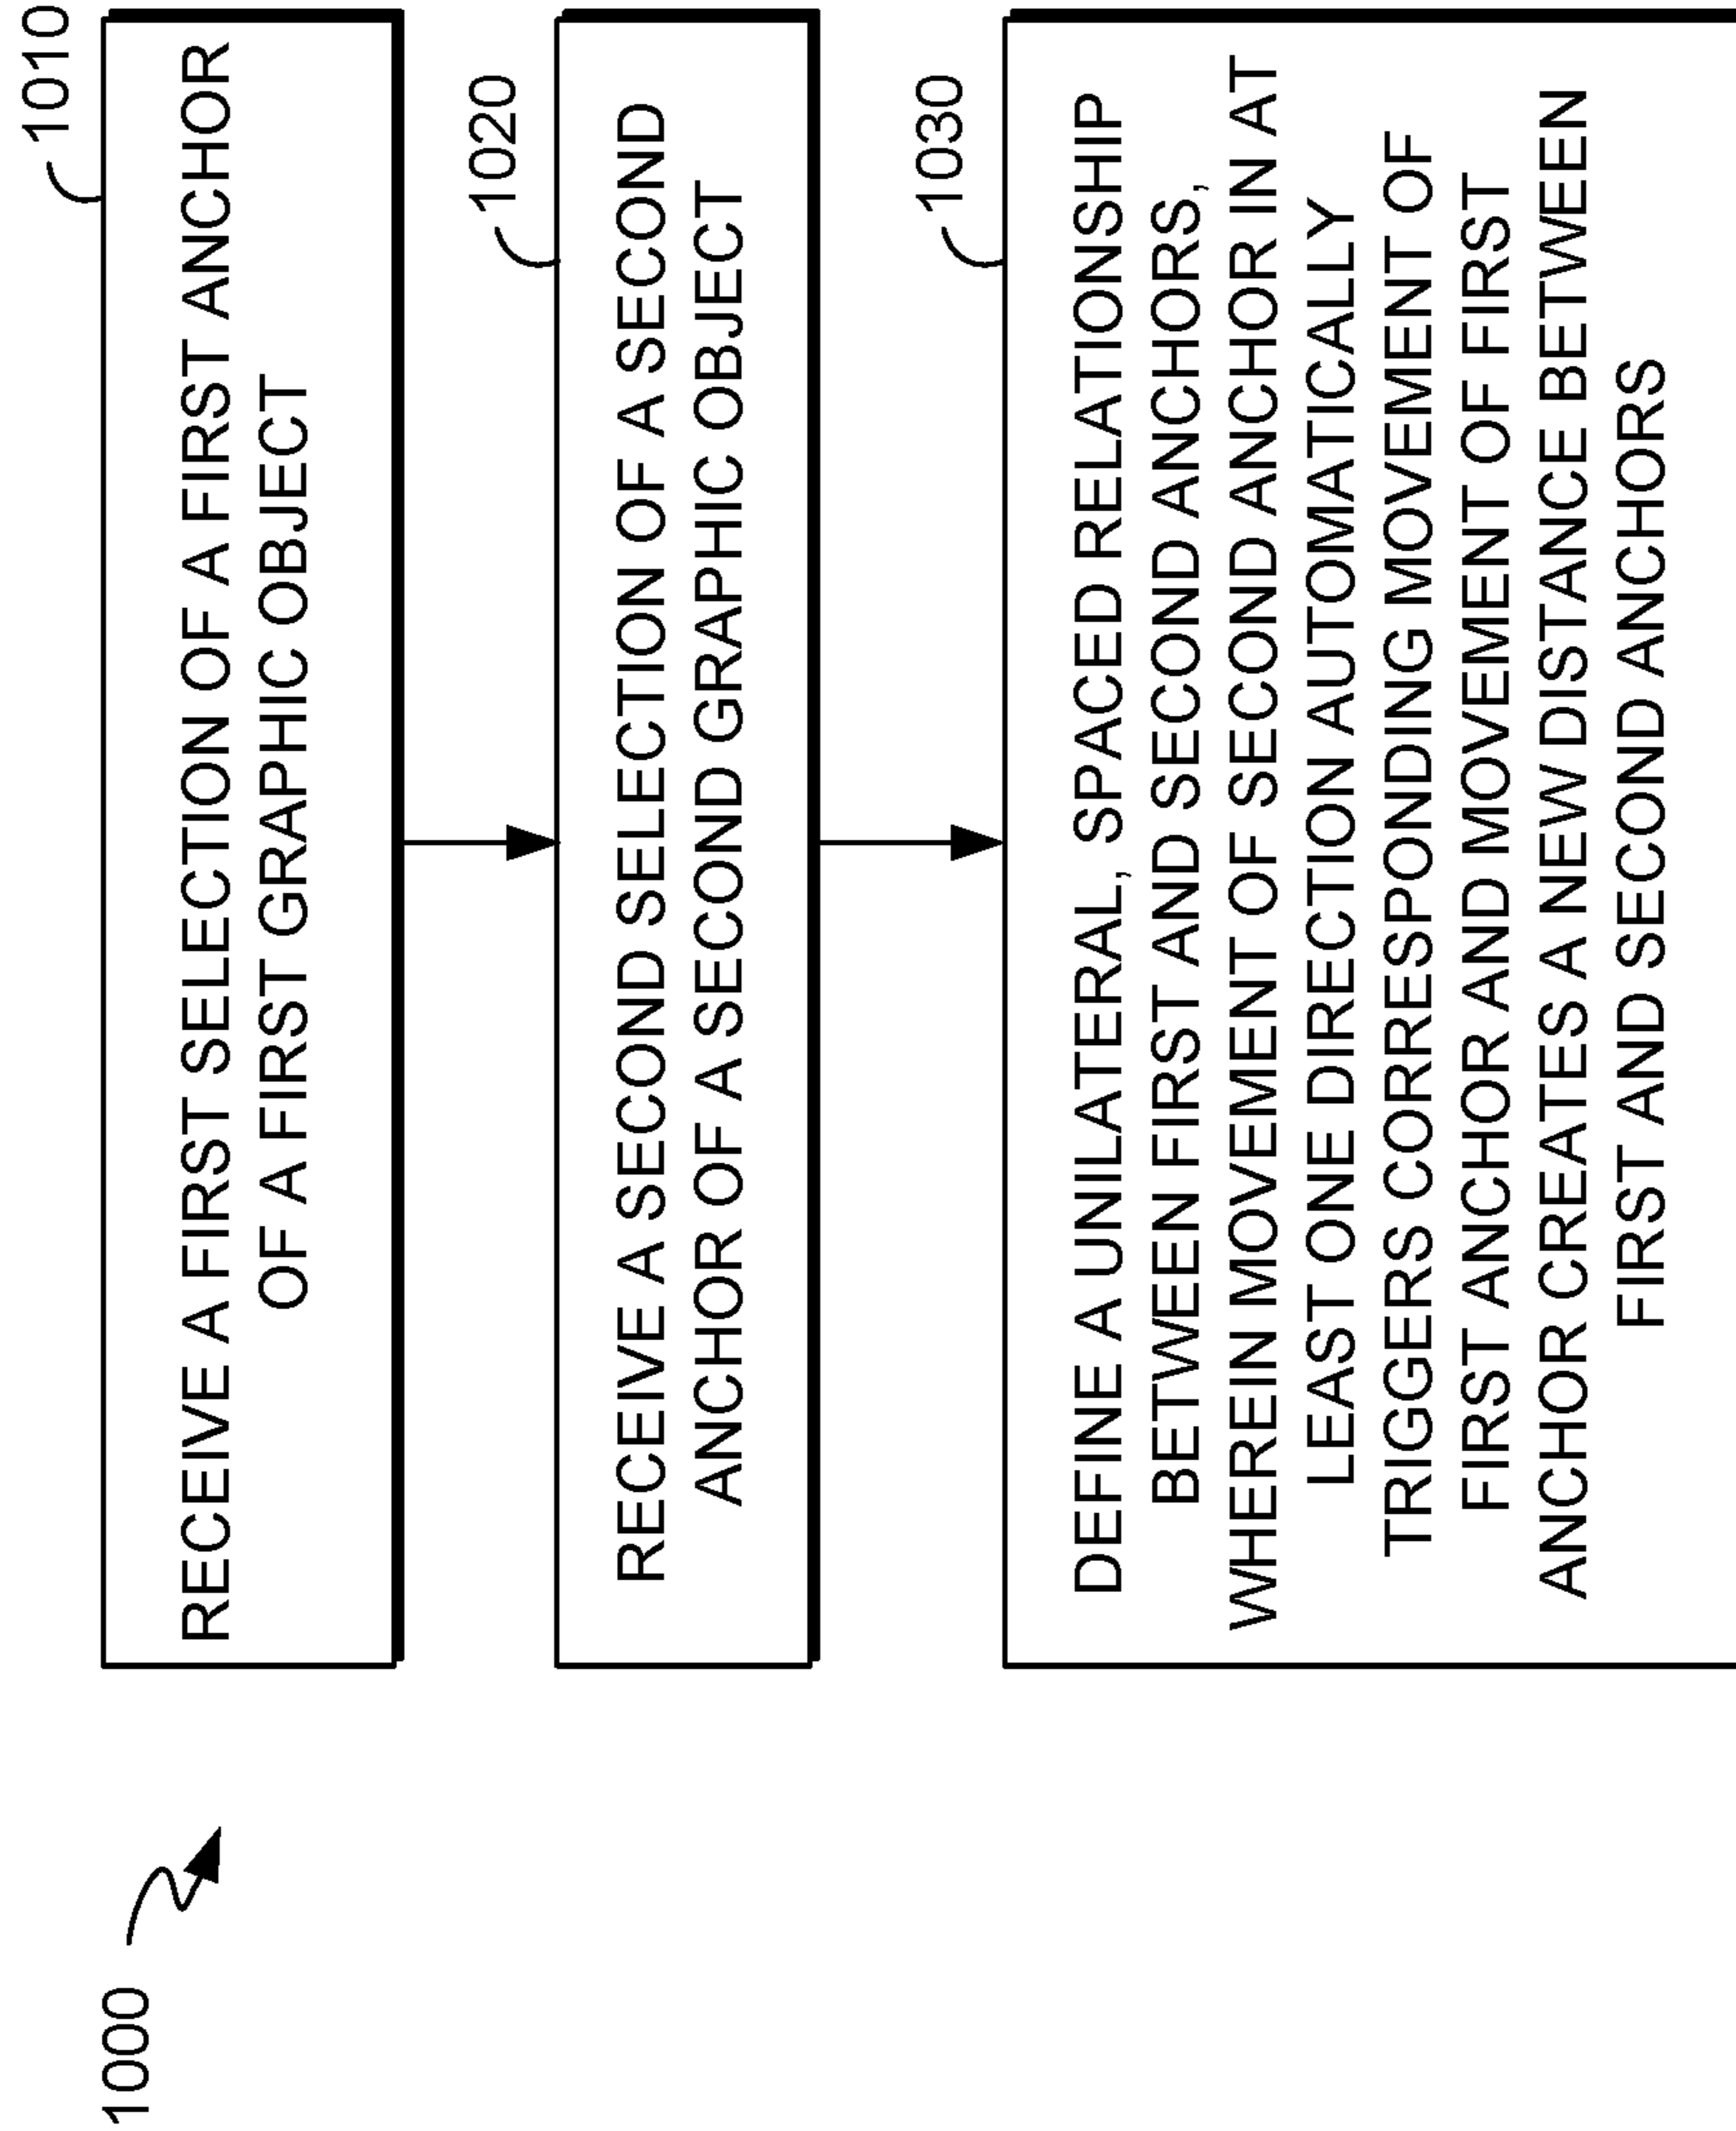 1000
1010
RECEIVE A FIRST SELECTION OF A FIRST ANCHOR
OF A FIRST GRAPHIC OBJECT
1020
RECEIVE A SECOND SELECTION OF A SECOND
ANCHOR OF A SECOND GRAPHIC OBJECT
1030
DEFINE A UNILATERAL, SPACED RELATIONSHIP
BETWEEN FIRST AND SECOND ANCHORS,
WHEREIN MOVEMENT OF SECOND ANCHOR IN AT
LEAST ONE DIRECTION AUTOMATICALLY
TRIGGERS CORRESPONDING MOVEMENT OF
FIRST ANCHOR AND MOVEMENT OF FIRST
ANCHOR CREATES A NEW DISTANCE BETWEEN
FIRST AND SECOND ANCHORS